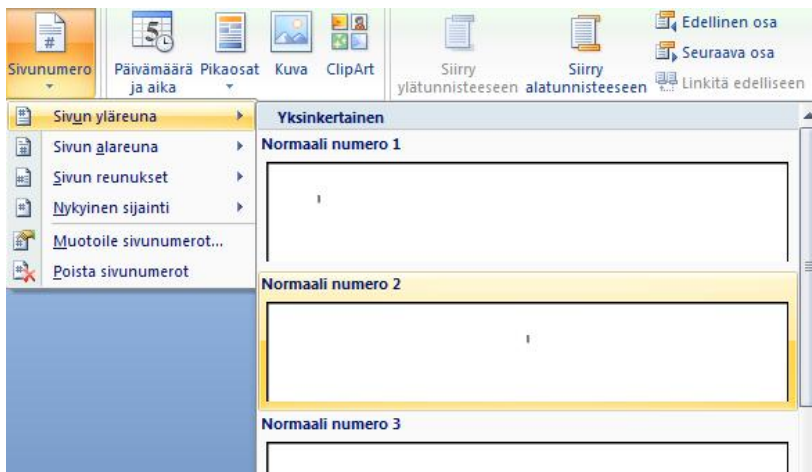 Sivunumero
Päivämäärä
ja aika
Pikaosat
Kuva
ClipArt
Siirry
ylätunnisteeseen
Siirry
alatunnisteeseen
Edellinen osa
Seuraava osa
Linkitä edelliseen
Sivun yläreuna
Sivun alareuna
Sivun reunukset
Nykyinen sijainti
Muotoile sivunumerot...
Poista sivunumerot
Yksinkertainen
Normaali numero 1
Normaali numero 2
Normaali numero 3